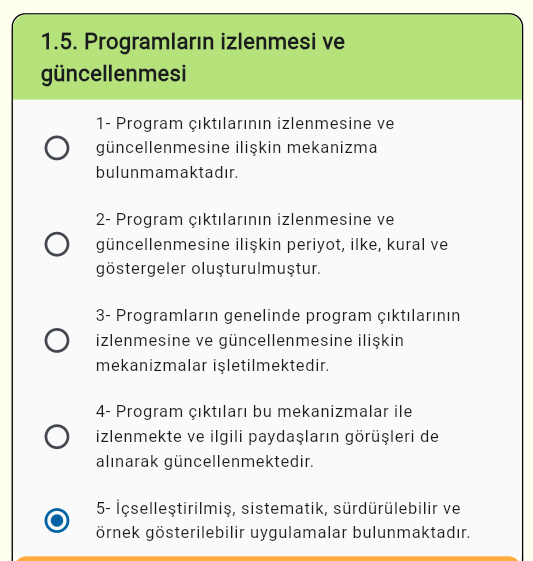 1.5. Programların izlenmesi ve
güncellenmesi
1- Program çıktılarının izlenmesine ve
güncellenmesine ilişkin mekanizma
bulunmamaktadır.
2- Program çıktılarının izlenmesine ve
güncellenmesine ilişkin periyot, ilke, kural ve
göstergeler oluşturulmuştur.
3- Programların genelinde program çıktılarının
izlenmesine ve güncellenmesine ilişkin
mekanizmalar işletilmektedir.
4- Program çıktıları bu mekanizmalar ile
izlenmekte ve ilgili paydaşların görüşleri de
alınarak güncellenmektedir.
5- İçselleştirilmiş, sistematik, sürdürülebilir ve
örnek gösterilebilir uygulamalar bulunmaktadır.